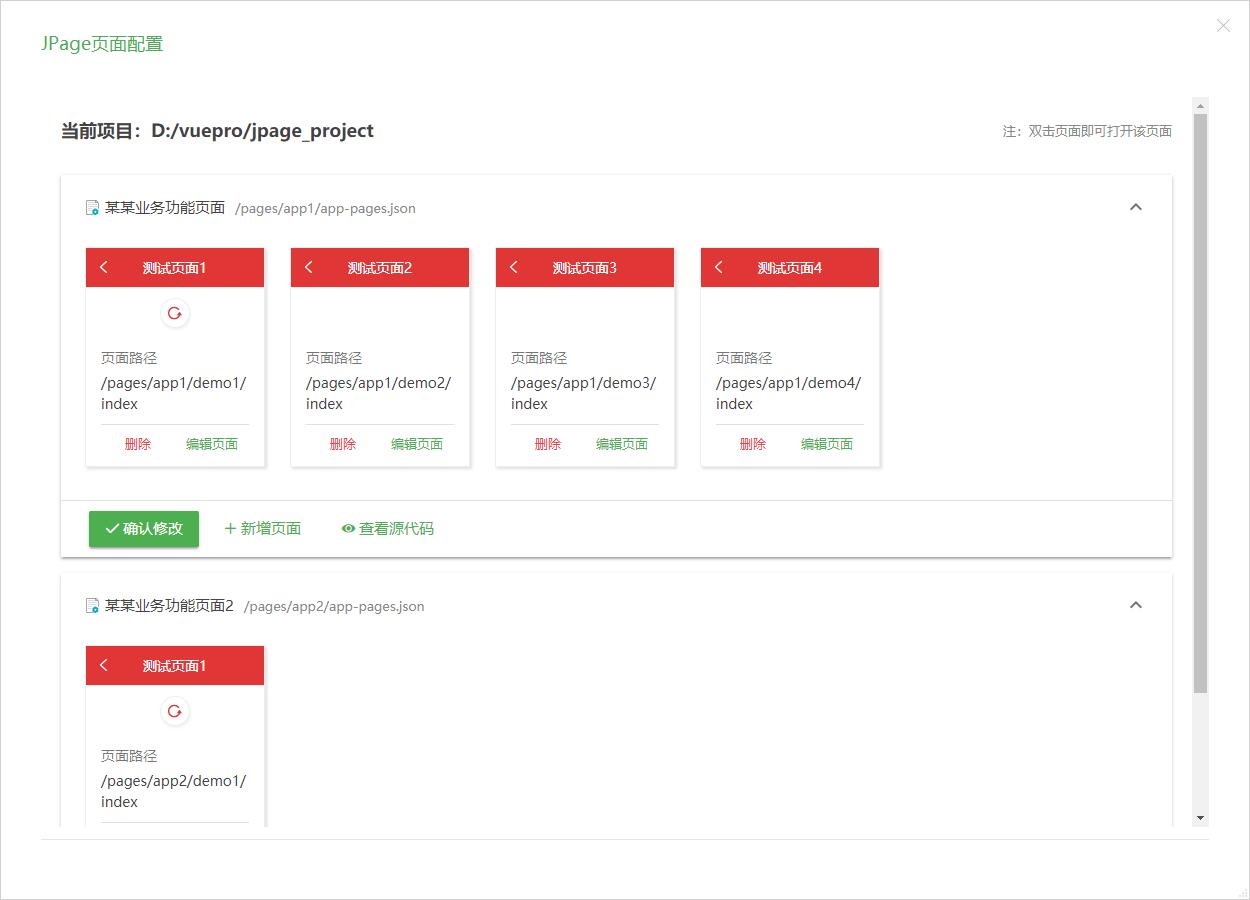 JPage页面配置
当前项目：D:/vuepro/jpage_project
注：双击页面即可打开该页面
某某业务功能页面 /pages/app1/app-pages.json
测试页面1
页面路径
/pages/app1/demo1/
index
删除 编辑页面
测试页面2
页面路径
/pages/app1/demo2/
index
删除 编辑页面
测试页面3
页面路径
/pages/app1/demo3/
index
删除 编辑页面
测试页面4
页面路径
/pages/app1/demo4/
index
删除 编辑页面
确认修改 新增页面 查看源代码
某某业务功能页面2 /pages/app2/app-pages.json
测试页面1
页面路径
/pages/app2/demo1/
index